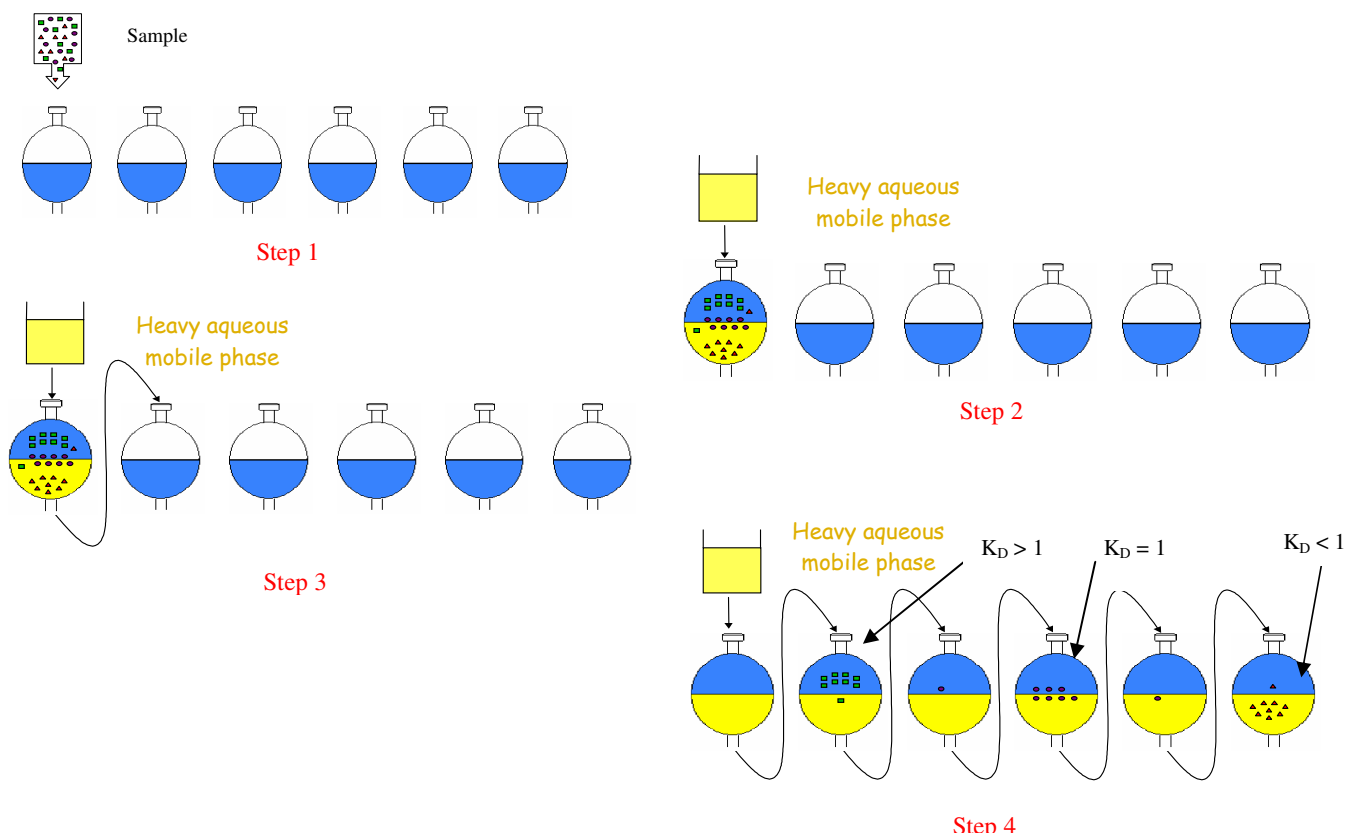 Sample
Step 1
Heavy aqueous
mobile phase
Step 2
Heavy aqueous
mobile phase
Step 3
Heavy aqueous
mobile phase
K_D > 1
K_D = 1
K_D < 1
Step 4